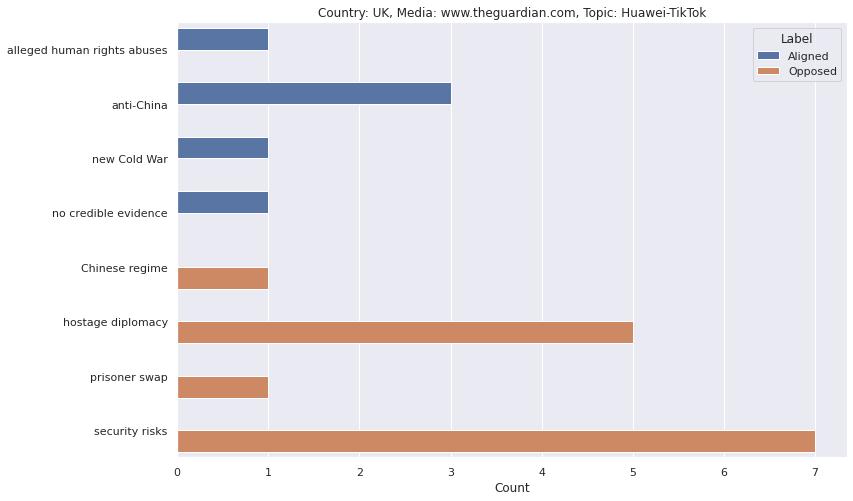 Country: UK, Media: www.theguardian.com, Topic: Huawei-TikTok
Label
Aligned
Opposed
alleged human rights abuses
anti-China
new Cold War
no credible evidence
Chinese regime
hostage diplomacy
prisoner swap
security risks
0 1 2 3 4 5 6 7
Count